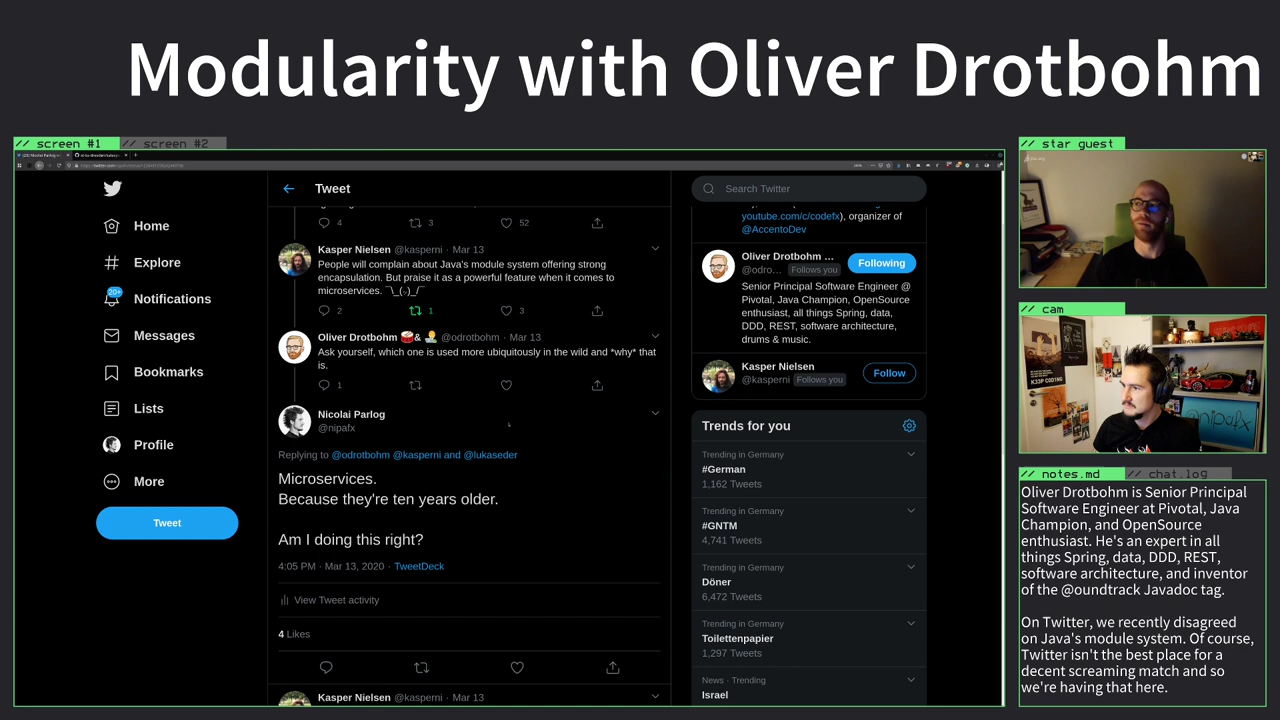 Modularity with Oliver Drotbohm
// screen #1
// screen #2
Home
Explore
20+
Notifications
Messages
Bookmarks
Lists
Profile
More
Tweet
Tweet
4 3 52
Kasper Nielsen @kasperni · Mar 13
People will complain about Java's module system offering strong
encapsulation. But praise it as a powerful feature when it comes to
microservices. ¯\_(ツ)_/¯
2 1 3
Oliver Drotbohm 🥁& @odrotbohm · Mar 13
Ask yourself, which one is used more ubiquitously in the wild and *why* that
is.
1
Nicolai Parlog
@nipafx
Replying to @odrotbohm @kasperni and @lukaseder
Microservices.
Because they're ten years older.
Am I doing this right?
4:05 PM · Mar 13, 2020 · TweetDeck
View Tweet activity
4 Likes
Kasper Nielsen @kasperni · Mar 13
Search Twitter
youtube.com/c/codefx), organizer of
@AccentoDev
Oliver Drotbohm ...
@odro... Follows you
Following
Senior Principal Software Engineer @
Pivotal, Java Champion, OpenSource
enthusiast, all things Spring, data,
DDD, REST, software architecture,
drums & music.
Kasper Nielsen
@kasperni Follows you
Follow
Trends for you
Trending in Germany
#German
1,162 Tweets
Trending in Germany
#GNTM
4,741 Tweets
Trending in Germany
Döner
6,472 Tweets
Trending in Germany
Toilettenpapier
1,297 Tweets
News · Trending
Israel
// star guest
// cam
K33P COD1NG
@nipafx
// notes.md
// chat.log
Oliver Drotbohm is Senior Principal
Software Engineer at Pivotal, Java
Champion, and OpenSource
enthusiast. He's an expert in all
things Spring, data, DDD, REST,
software architecture, and inventor
of the @oundtrack Javadoc tag.
On Twitter, we recently disagreed
on Java's module system. Of course,
Twitter isn't the best place for a
decent screaming match and so
we're having that here.